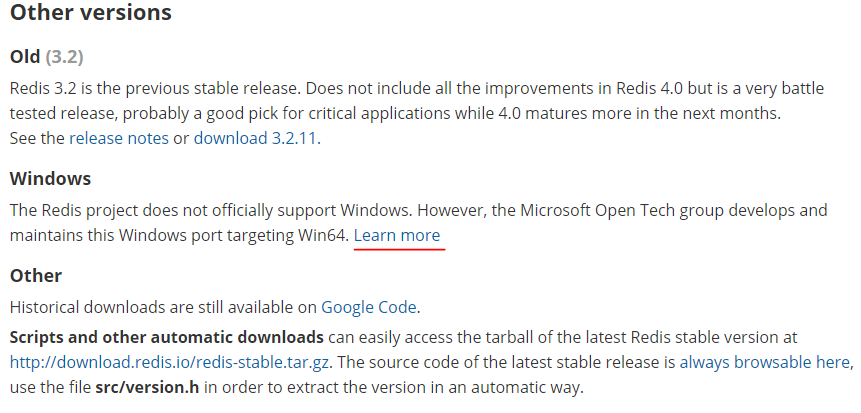 Other versions
Old (3.2)
Redis 3.2 is the previous stable release. Does not include all the improvements in Redis 4.0 but is a very battle
tested release, probably a good pick for critical applications while 4.0 matures more in the next months.
See the release notes or download 3.2.11.
Windows
The Redis project does not officially support Windows. However, the Microsoft Open Tech group develops and
maintains this Windows port targeting Win64. Learn more
Other
Historical downloads are still available on Google Code.
Scripts and other automatic downloads can easily access the tarball of the latest Redis stable version at
http://download.redis.io/redis-stable.tar.gz. The source code of the latest stable release is always browsable here,
use the file src/version.h in order to extract the version in an automatic way.